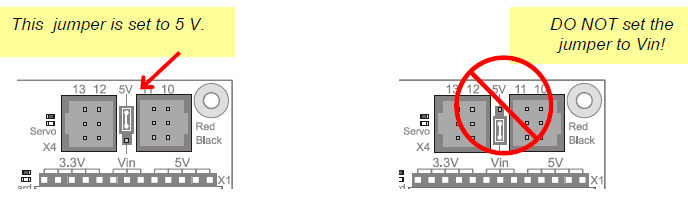 This jumper is set to 5 V.
13 12 5V 11 10
Servo
X4
Red
Black
3.3V Vin 5V
X1
ard
DO NOT set the
jumper to Vin!
13 12 5V 11 10
Servo
X4
Red
Black
3.3V Vin 5V
X1
ard